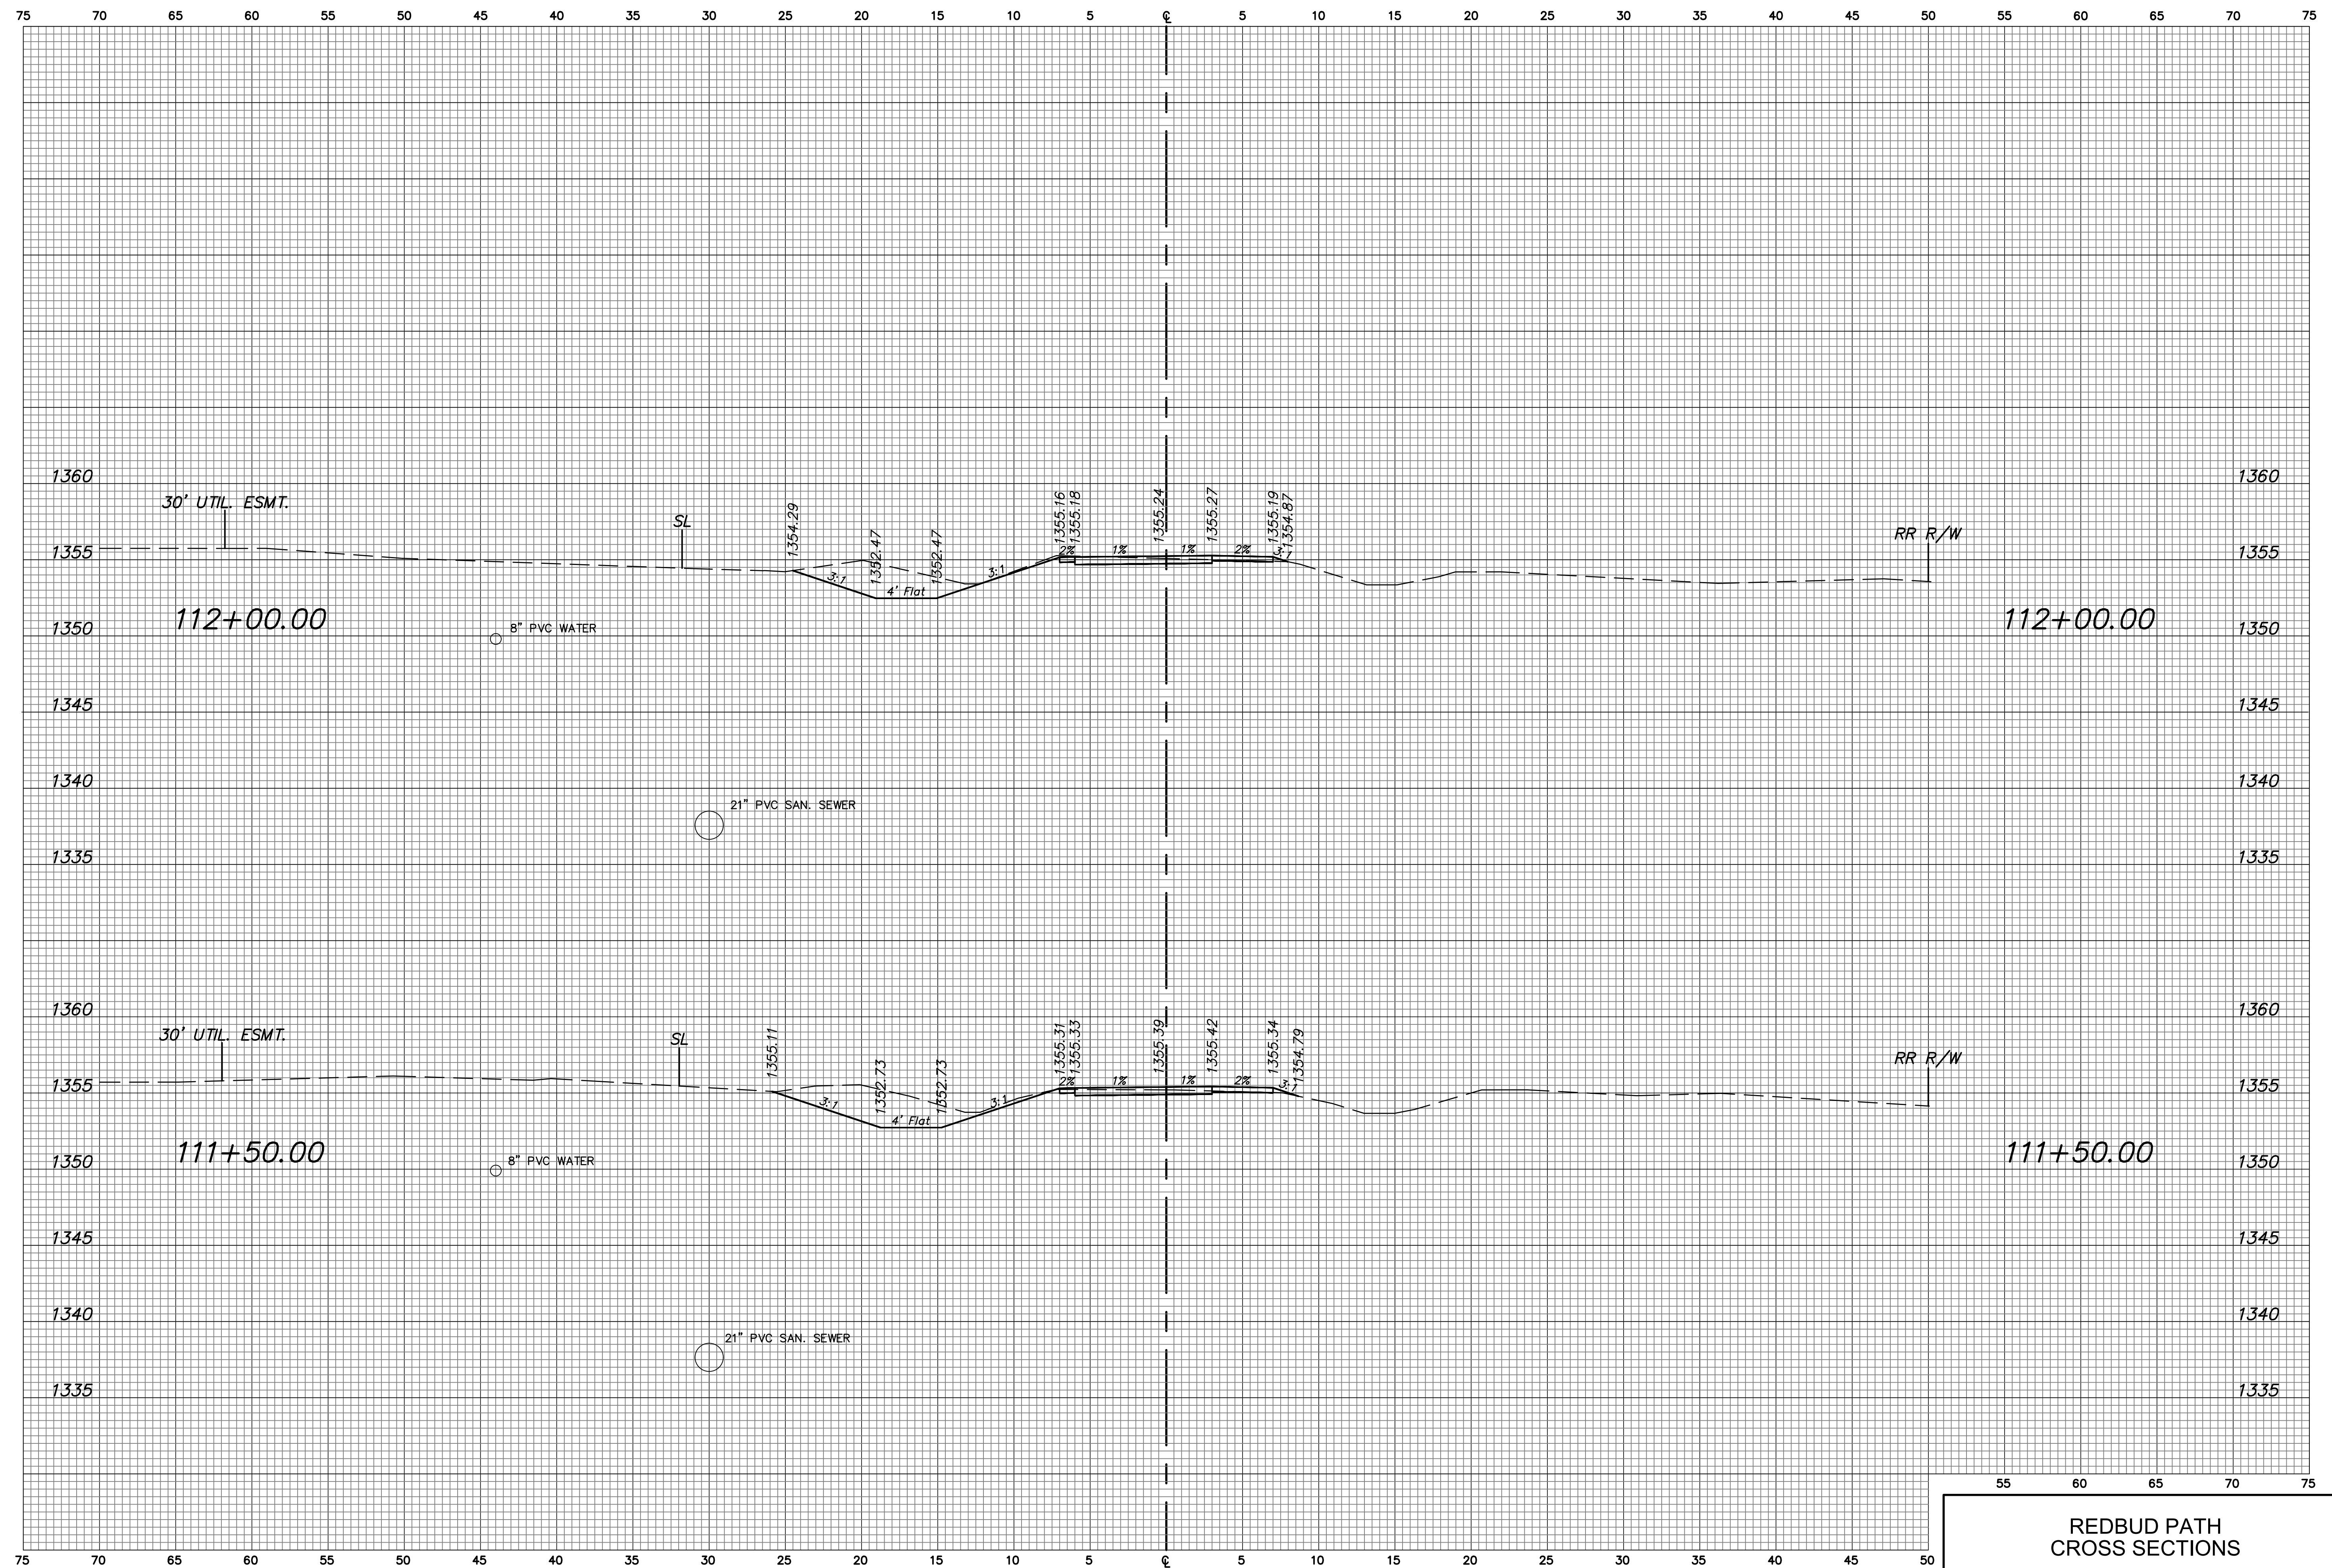 75 70 65 60 55 50 45 40 35 30 25 20 15 10 5 ℄ 5 10 15 20 25 30 35 40 45 50 55 60 65 70 75
1360 1360
30' UTIL. ESMT.
SL
1354.29
1352.47
1352.47
1355.16
1355.18
1355.24
1355.27
1355.19
1354.87
RR R/W
1355 1355
3:1 4' Flat 3:1 2% 1% 1% 2% 3:1
112+00.00 112+00.00
1350 1350
8" PVC WATER
1345 1345
1340 1340
21" PVC SAN. SEWER
1335 1335
1360 1360
30' UTIL. ESMT.
SL
1355.11
1352.73
1352.73
1355.31
1355.33
1355.39
1355.42
1355.34
1354.79
RR R/W
1355 1355
3:1 4' Flat 3:1 2% 1% 1% 2% 3:1
111+50.00 111+50.00
1350 1350
8" PVC WATER
1345 1345
1340 1340
21" PVC SAN. SEWER
1335 1335
55 60 65 70 75
REDBUD PATH
CROSS SECTIONS
75 70 65 60 55 50 45 40 35 30 25 20 15 10 5 ℄ 5 10 15 20 25 30 35 40 45 50